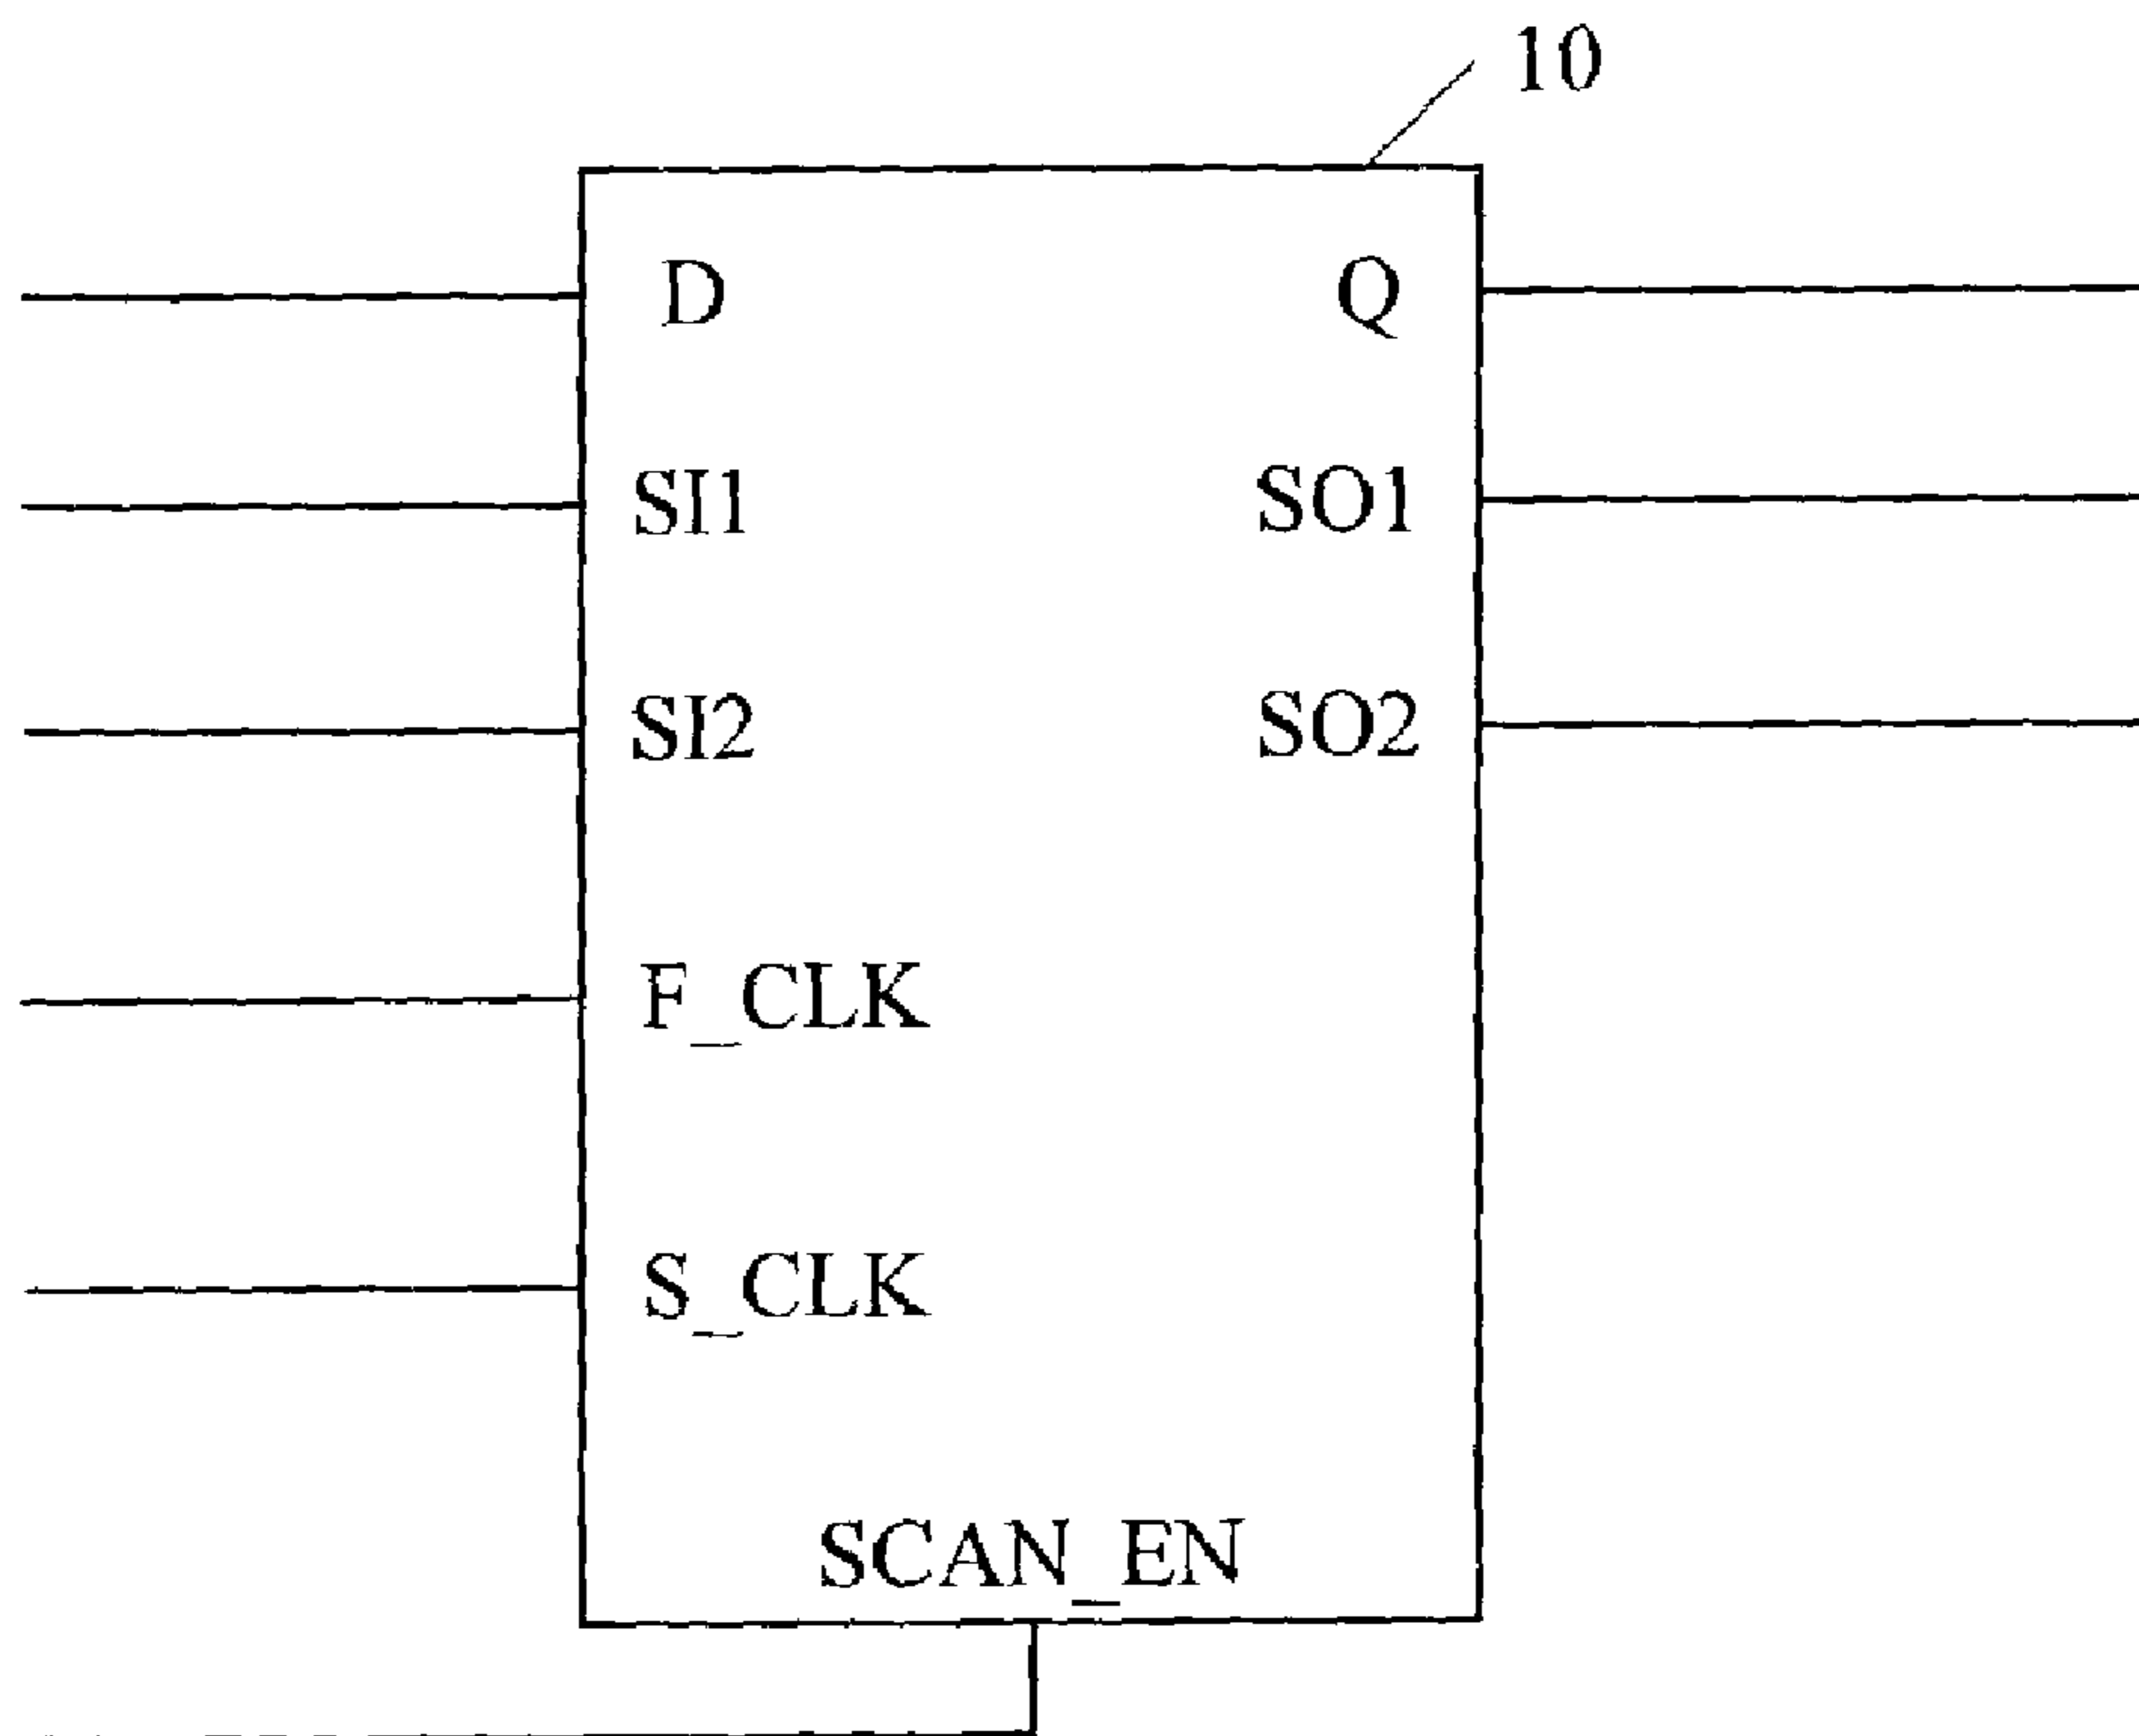 10
D
Q
SI1
SO1
SI2
SO2
F_CLK
S_CLK
SCAN_EN